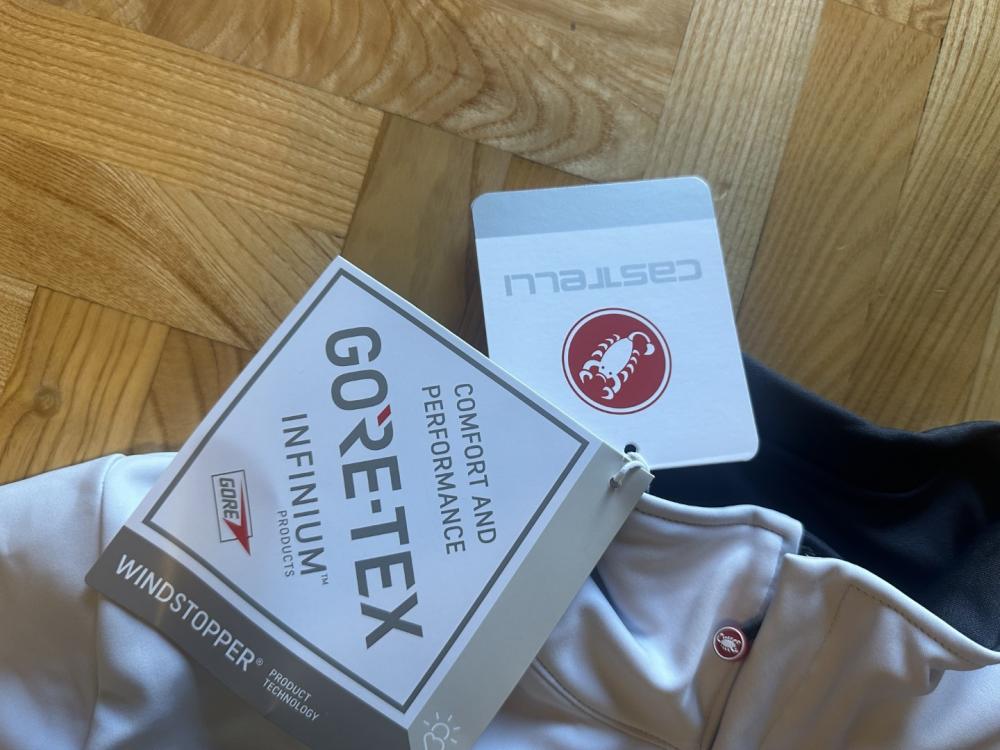 castelli
COMFORT AND
PERFORMANCE
GORE-TEX
INFINIUM™
PRODUCTS
GORE
WINDSTOPPER®
PRODUCT
TECHNOLOGY